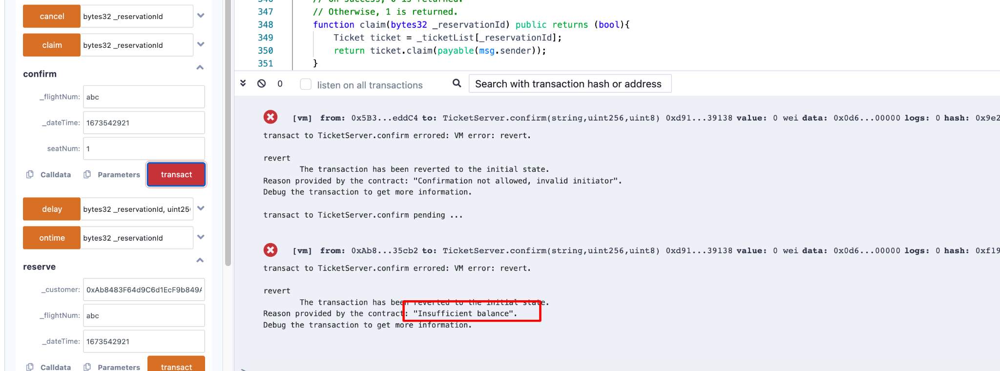 cancel bytes32 _reservationId
claim bytes32 _reservationId
confirm
_flightNum: abc
_dateTime: 1673542921
seatNum: 1
Calldata Parameters transact
delay bytes32 _reservationId, uint25
ontime bytes32 _reservationId
reserve
_customer: 0xAb8483F64d9C6d1EcF9b849A
_flightNum: abc
_dateTime: 1673542921
Calldata Parameters transact
346 // On success, 0 is returned.
347 // Otherwise, 1 is returned.
348 function claim(bytes32 _reservationId) public returns (bool){
349 Ticket ticket = _ticketList[_reservationId];
350 return ticket.claim(payable(msg.sender));
351 }
0 listen on all transactions Search with transaction hash or address
[vm] from: 0x5B3...eddC4 to: TicketServer.confirm(string,uint256,uint8) 0xd91...39138 value: 0 wei data: 0x0d6...00000 logs: 0 hash: 0x9e2
transact to TicketServer.confirm errored: VM error: revert.
revert
The transaction has been reverted to the initial state.
Reason provided by the contract: "Confirmation not allowed, invalid initiator".
Debug the transaction to get more information.
transact to TicketServer.confirm pending ...
[vm] from: 0xAb8...35cb2 to: TicketServer.confirm(string,uint256,uint8) 0xd91...39138 value: 0 wei data: 0x0d6...00000 logs: 0 hash: 0xf19
transact to TicketServer.confirm errored: VM error: revert.
revert
The transaction has been reverted to the initial state.
Reason provided by the contract: "Insufficient balance".
Debug the transaction to get more information.
>